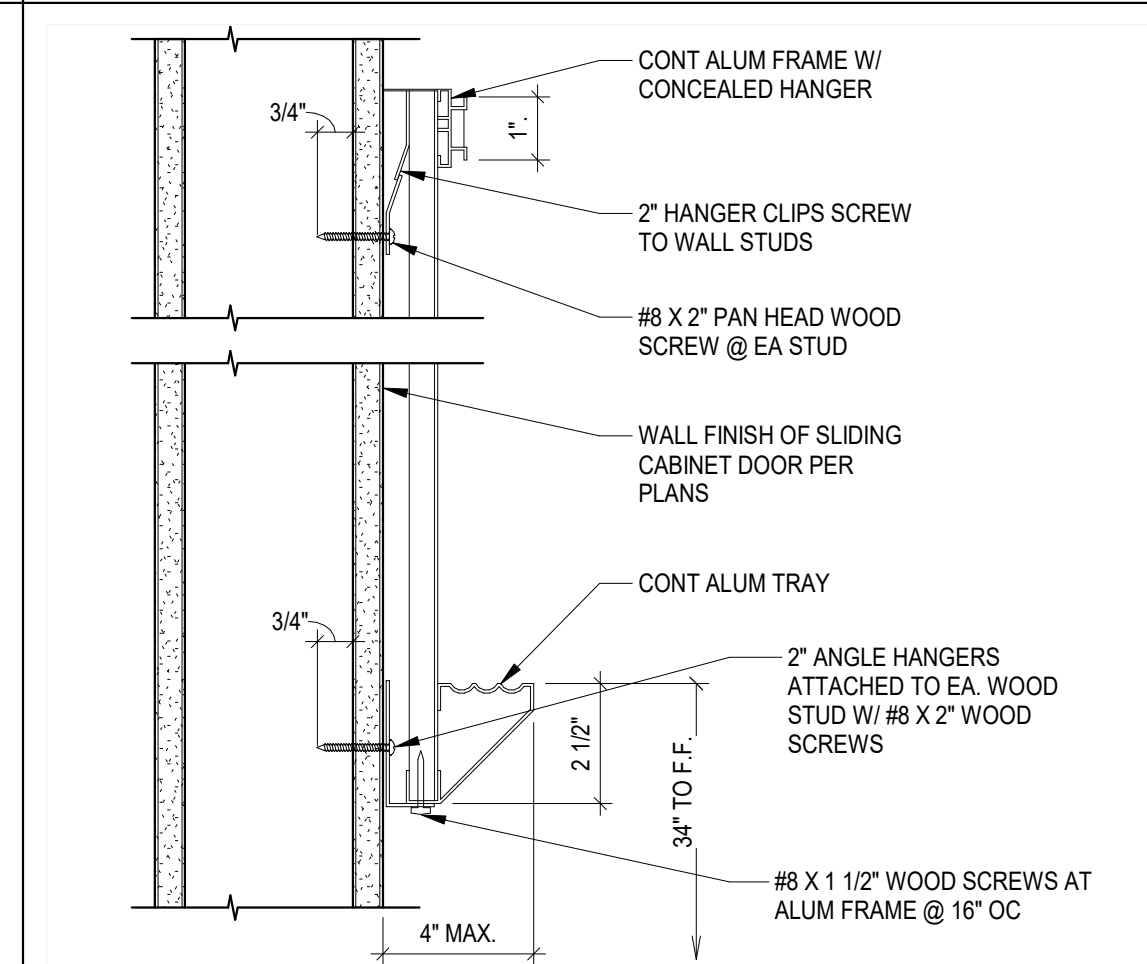 CONT ALUM FRAME W/
CONCEALED HANGER
3/4"
1".
2" HANGER CLIPS SCREW
TO WALL STUDS
#8 X 2" PAN HEAD WOOD
SCREW @ EA STUD
WALL FINISH OF SLIDING
CABINET DOOR PER
PLANS
CONT ALUM TRAY
3/4"
2" ANGLE HANGERS
ATTACHED TO EA. WOOD
STUD W/ #8 X 2" WOOD
SCREWS
2 1/2"
34" TO F.F.
#8 X 1 1/2" WOOD SCREWS AT
ALUM FRAME @ 16" OC
4" MAX.